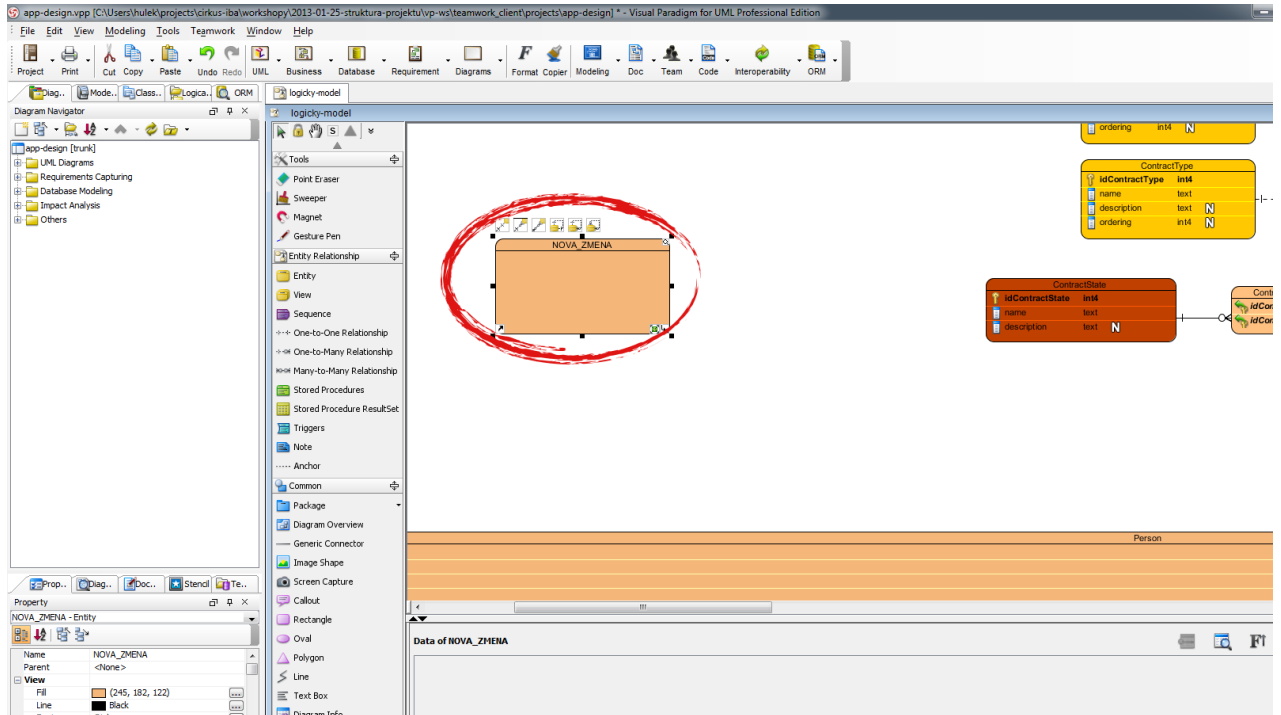 app-design.vpp [C:\Users\hulek\projects\cirkus-iba\workshopy\2013-01-25-struktura-projektu\vp-ws\teamwork_client\projects\app-design] * - Visual Paradigm for UML Professional Edition
File Edit View Modeling Tools Teamwork Window Help
Project Print Cut Copy Paste Undo Redo UML Business Database Requirement Diagrams Format Copier Modeling Doc Team Code Interoperability ORM
Diag.. Mode.. Class.. Logica.. ORM
logicky-model
Diagram Navigator
logicky-model
app-design [trunk]
UML Diagrams
Requirements Capturing
Database Modeling
Impact Analysis
Others
Tools
Point Eraser
Sweeper
Magnet
Gesture Pen
Entity Relationship
Entity
View
Sequence
One-to-One Relationship
One-to-Many Relationship
Many-to-Many Relationship
Stored Procedures
Stored Procedure ResultSet
Triggers
Note
Anchor
Common
Package
Diagram Overview
Generic Connector
Image Shape
Screen Capture
Callout
Rectangle
Oval
Polygon
Line
Text Box
Diagram Info
NOVA_ZMENA
ordering int4 N
ContractType
idContractType int4
name text
description text N
ordering int4 N
ContractState
idContractState int4
name text
description text N
Person
Prop.. Diag.. Doc.. Stencil Te..
Property
NOVA_ZMENA - Entity
Name NOVA_ZMENA
Parent <None>
View
Fill (245, 182, 122)
Line Black
Data of NOVA_ZMENA